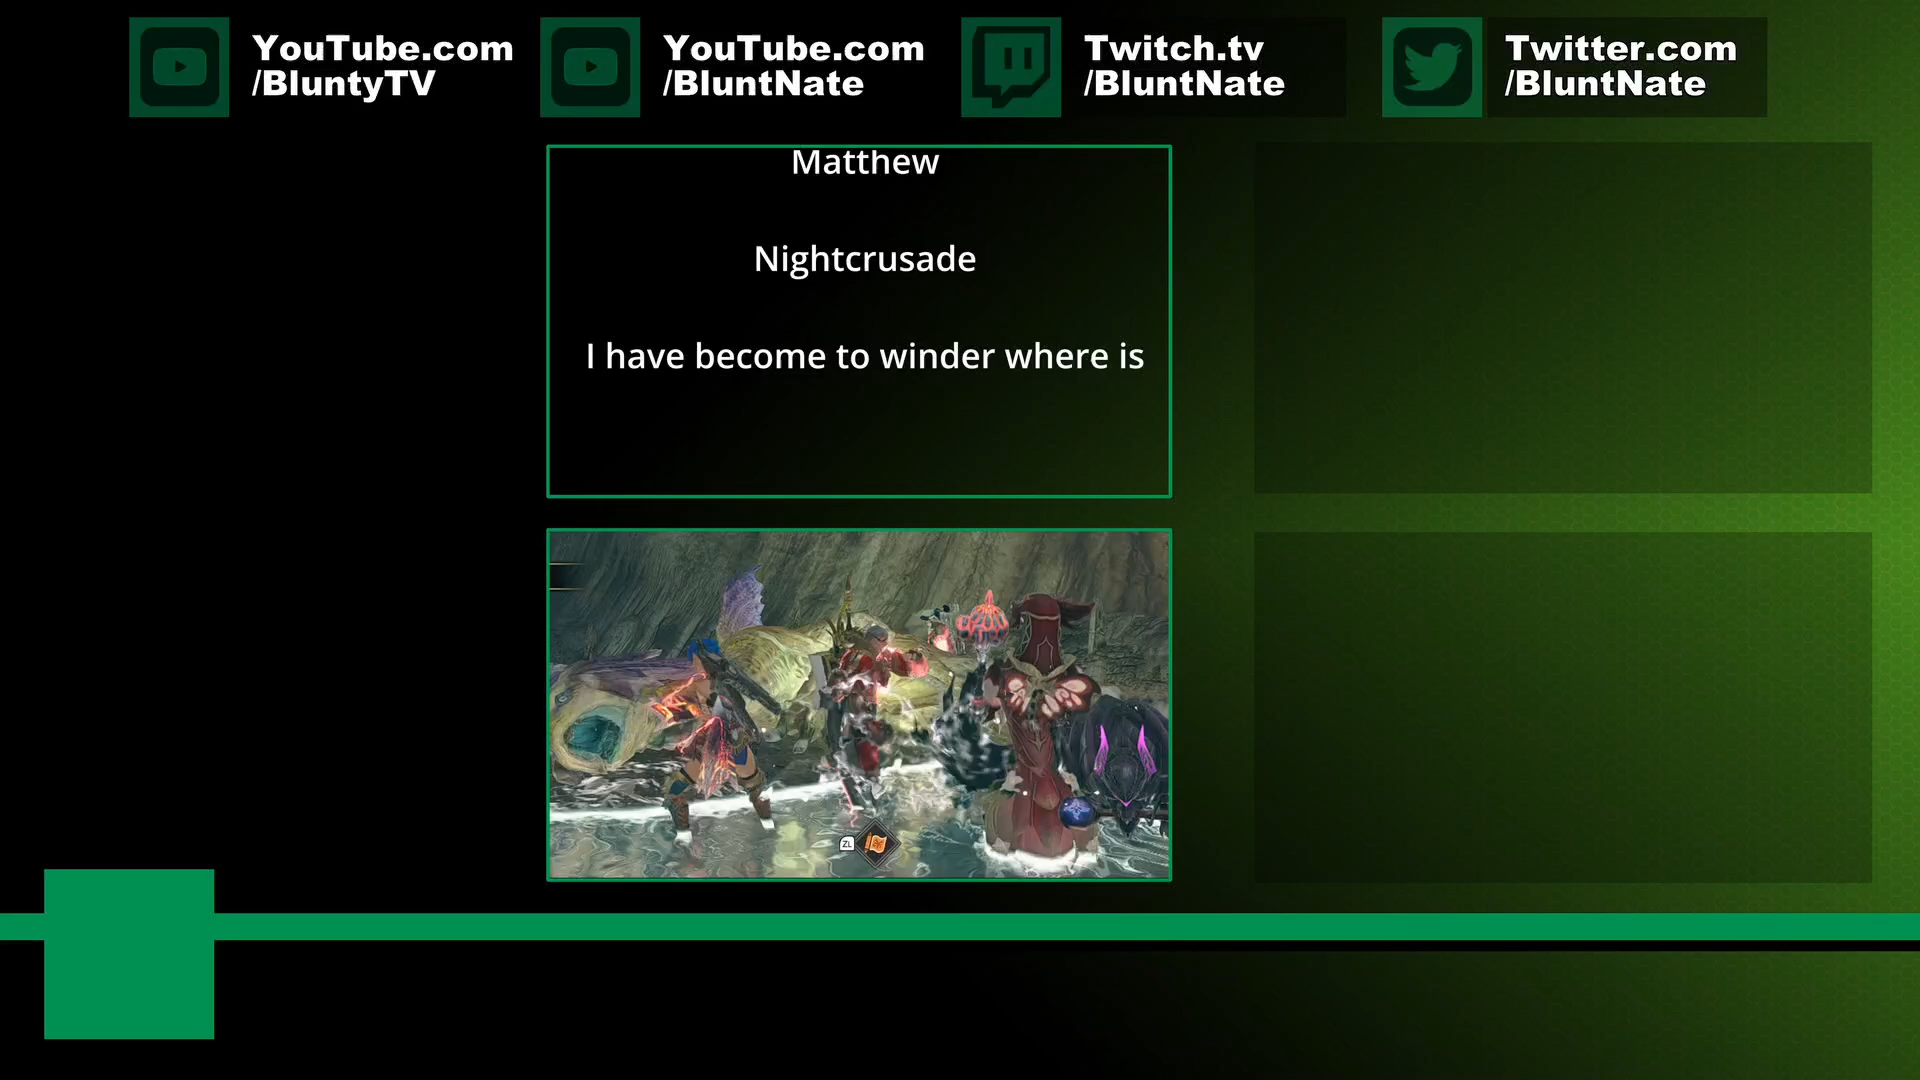 YouTube.com
/BluntyTV
YouTube.com
/BluntNate
Twitch.tv
/BluntNate
Twitter.com
/BluntNate
Matthew
Nightcrusade
I have become to winder where is
ZL